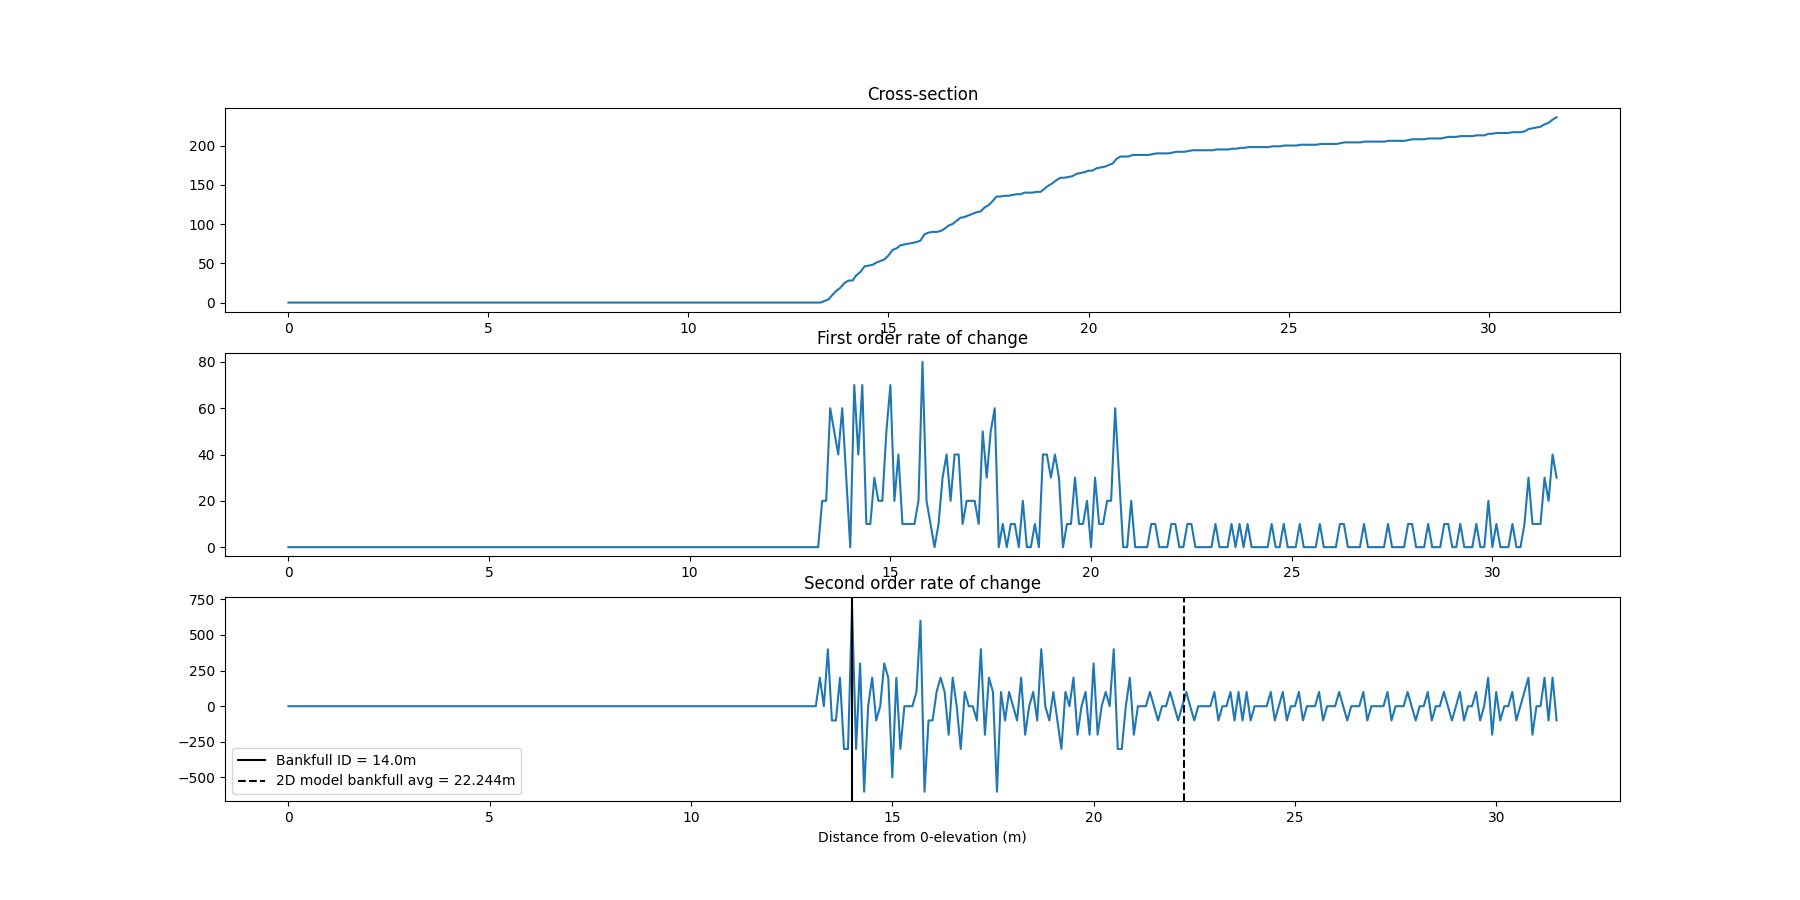 Cross-section
200
150
100
50
0
0 5 10 15 20 25 30
First order rate of change
80
60
40
20
0
0 5 10 15 20 25 30
Second order rate of change
750
500
250
0
−250
−500
Bankfull ID = 14.0m
2D model bankfull avg = 22.244m
0 5 10 15 20 25 30
Distance from 0-elevation (m)